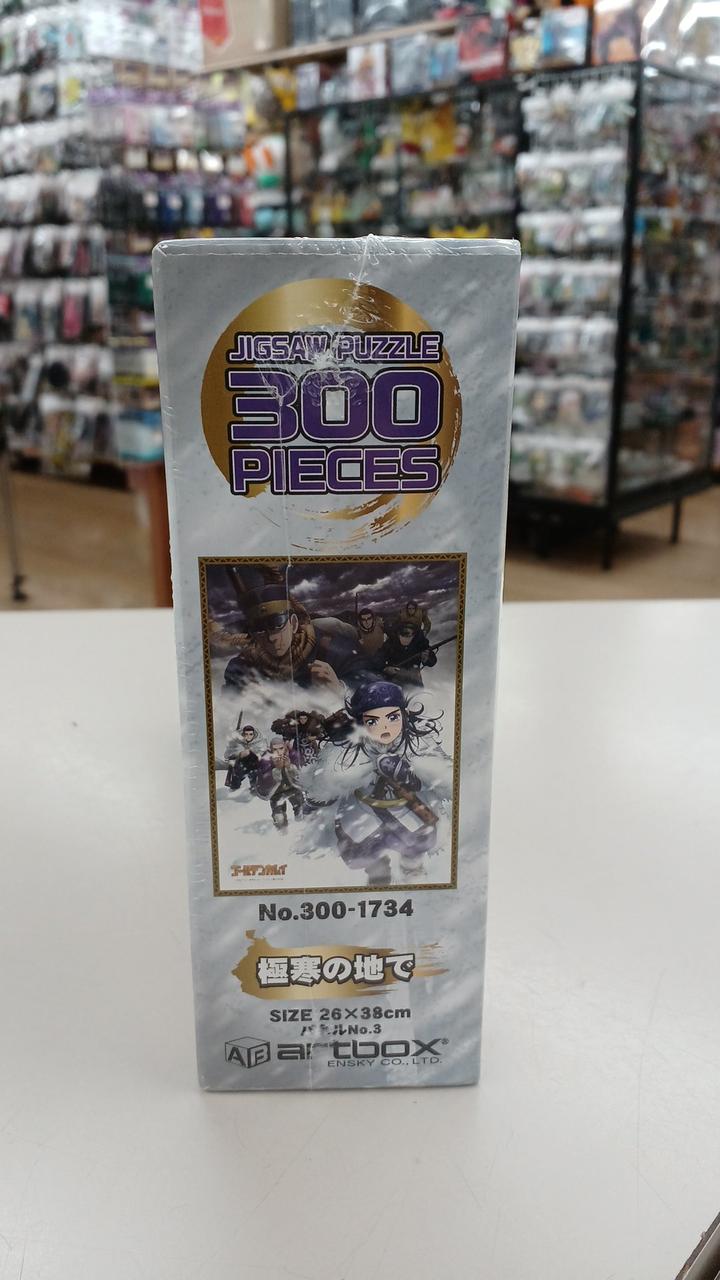 JIGSAW PUZZLE
300
PIECES
ゴールデンカムイ
No.300-1734
極寒の地で
SIZE 26×38cm
パネルNo.3
AB artbox®
ENSKY CO., LTD.